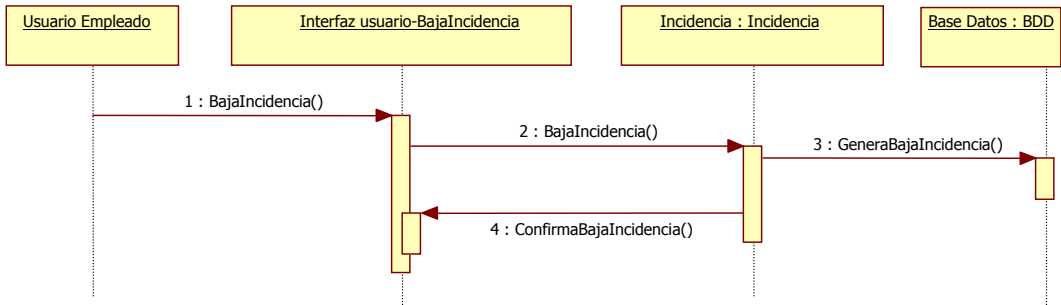 Usuario Empleado
Interfaz usuario-BajaIncidencia
Incidencia : Incidencia
Base Datos : BDD
1 : BajaIncidencia()
2 : BajaIncidencia()
3 : GeneraBajaIncidencia()
4 : ConfirmaBajaIncidencia()